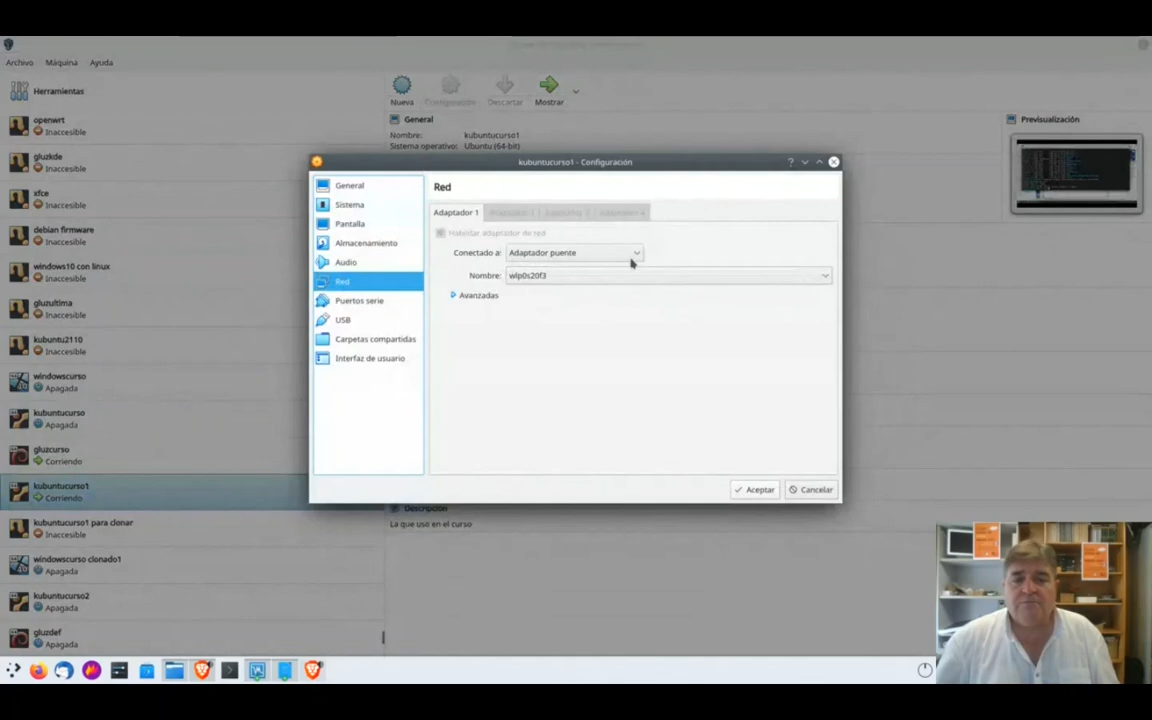 Archivo Máquina Ayuda
Herramientas
openwrt
Inaccesible
gluzkde
Inaccesible
xfce
Inaccesible
debian firmware
Inaccesible
windows10 con linux
Inaccesible
gluzultima
Inaccesible
kubuntu2110
Inaccesible
windowscurso
Apagada
kubuntucurso
Apagada
gluzcurso
Corriendo
kubuntucurso1
Corriendo
kubuntucurso1 para clonar
Inaccesible
windowscurso clonado1
Apagada
kubuntucurso2
Apagada
gluzdef
Apagada
Nueva Configuración Descartar Mostrar
General
Nombre: kubuntucurso1
Sistema operativo: Ubuntu (64-bit)
Previsualización
kubuntucurso1 - Configuración
General
Sistema
Pantalla
Almacenamiento
Audio
Red
Puertos serie
USB
Carpetas compartidas
Interfaz de usuario
Red
Adaptador 1
Habilitar adaptador de red
Conectado a: Adaptador puente
Nombre: wlp0s20f3
Avanzadas
Aceptar Cancelar
Descripción
La que uso en el curso